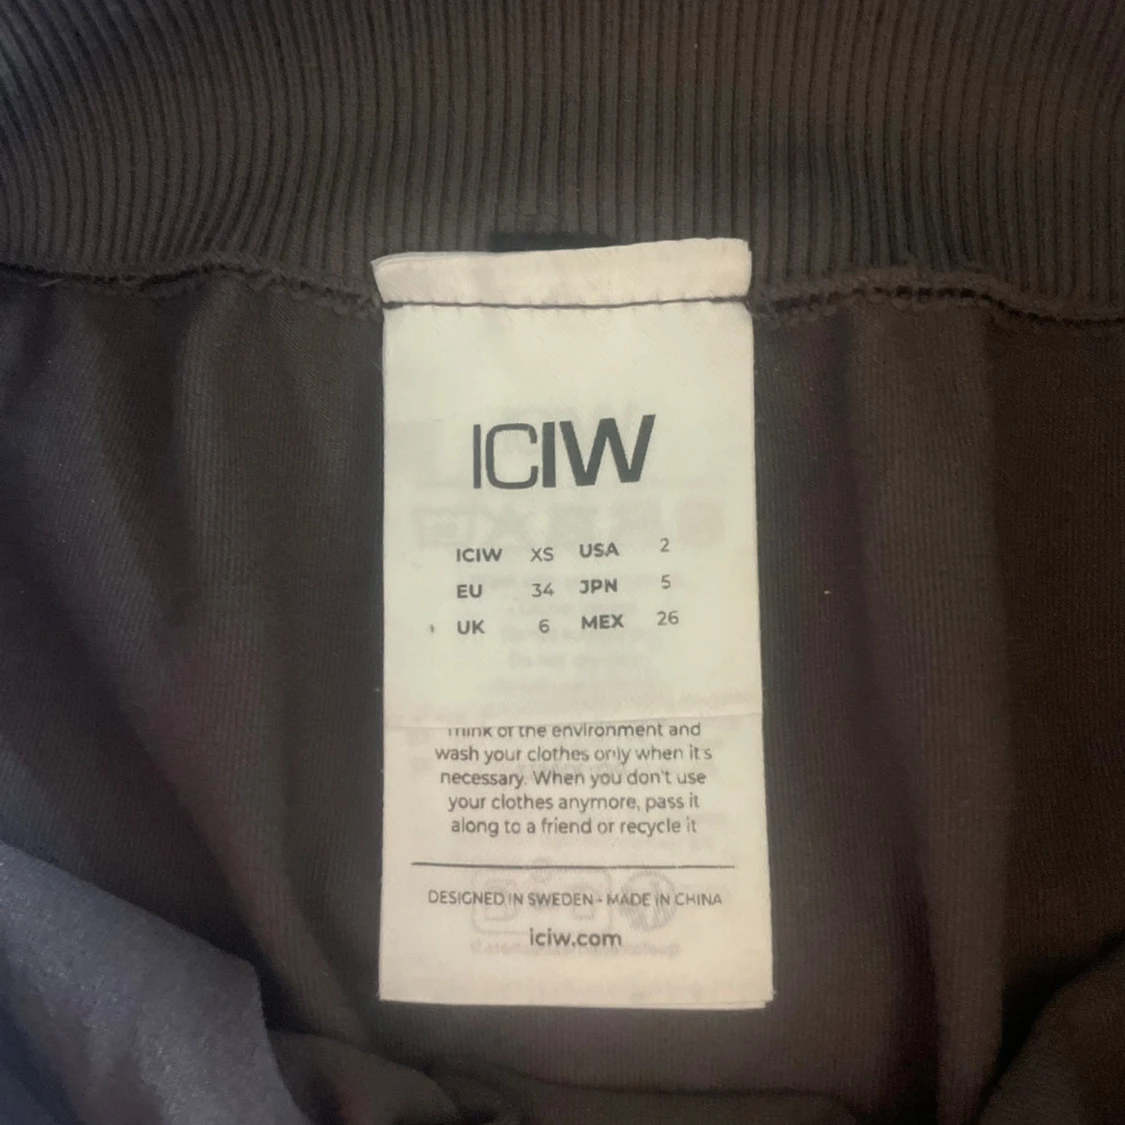 ICIW
ICIW XS USA 2
EU 34 JPN 5
UK 6 MEX 26
Think of the environment and
wash your clothes only when it's
necessary. When you don't use
your clothes anymore, pass it
along to a friend or recycle it
DESIGNED IN SWEDEN - MADE IN CHINA
iciw.com